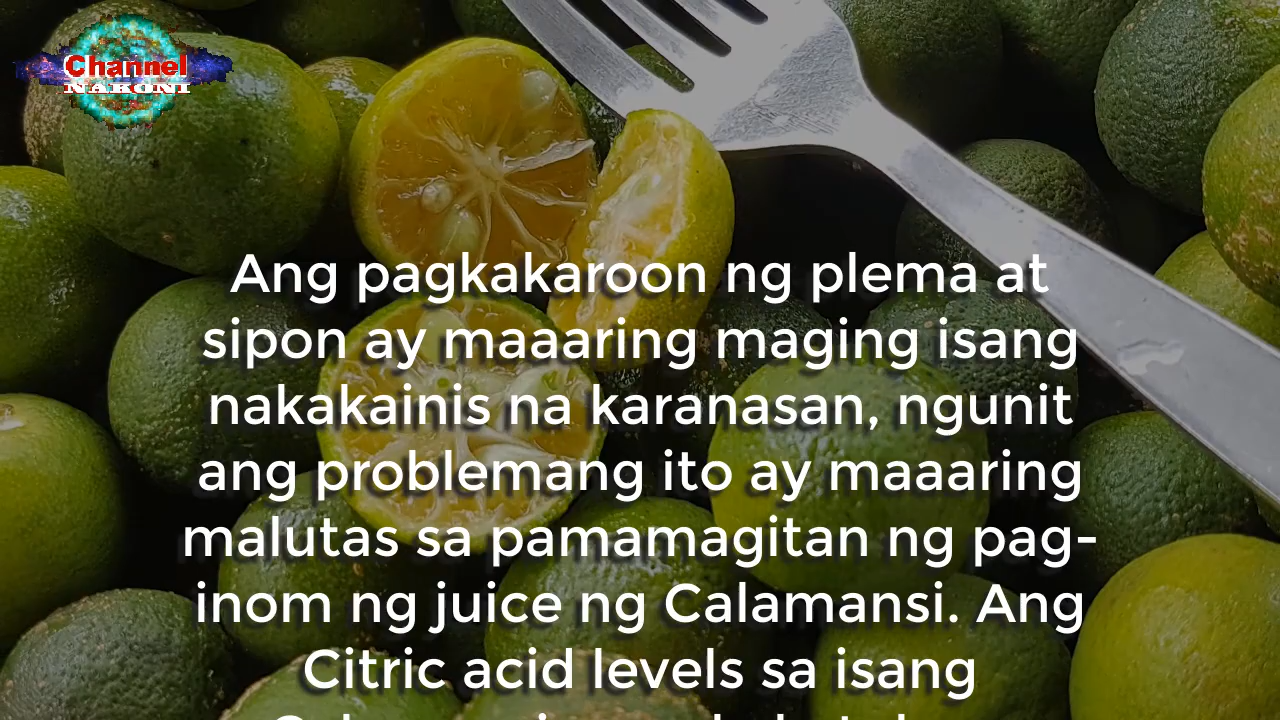 Channel
NAKONI
Ang pagkakaroon ng plema at
sipon ay maaaring maging isang
nakakainis na karanasan, ngunit
ang problemang ito ay maaaring
malutas sa pamamagitan ng pag-
inom ng juice ng Calamansi. Ang
Citric acid levels sa isang